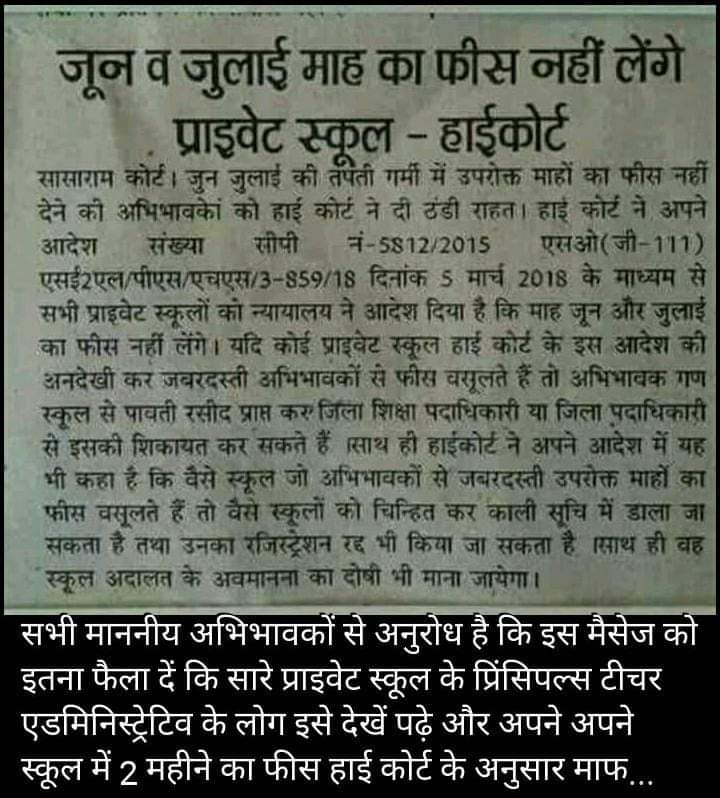 जून व जुलाई माह का फीस नहीं लेंगे
प्राइवेट स्कूल – हाईकोर्ट
सासाराम कोर्ट। जुन जुलाई की तपती गर्मी में उपरोक्त माहों का फीस नहीं
देने को अभिभावकों को हाई कोर्ट ने दी ठंडी राहत। हाई कोर्ट ने अपने
आदेश संख्या सीपी नं-5812/2015 एसओ(जी-111)
एसई2एल/पीएस/एचएस/3-859/18 दिनांक 5 मार्च 2018 के माध्यम से
सभी प्राइवेट स्कूलों को न्यायालय ने आदेश दिया है कि माह जून और जुलाई
का फीस नहीं लेंगे। यदि कोई प्राइवेट स्कूल हाई कोर्ट के इस आदेश की
अनदेखी कर जबरदस्ती अभिभावकों से फीस वसूलते हैं तो अभिभावक गण
स्कूल से पावती रसीद प्राप्त कर जिला शिक्षा पदाधिकारी या जिला पदाधिकारी
से इसकी शिकायत कर सकते हैं ।साथ ही हाईकोर्ट ने अपने आदेश में यह
भी कहा है कि वैसे स्कूल जो अभिभावकों से जबरदस्ती उपरोक्त माहों का
फीस वसूलते हैं तो वैसे स्कूलों को चिन्हित कर काली सूचि में डाला जा
सकता है तथा उनका रजिस्ट्रेशन रद्द भी किया जा सकता है ।साथ ही वह
स्कूल अदालत के अवमानना का दोषी भी माना जायेगा।
सभी माननीय अभिभावकों से अनुरोध है कि इस मैसेज को
इतना फैला दें कि सारे प्राइवेट स्कूल के प्रिंसिपल्स टीचर
एडमिनिस्ट्रेटिव के लोग इसे देखें पढ़े और अपने अपने
स्कूल में 2 महीने का फीस हाई कोर्ट के अनुसार माफ...